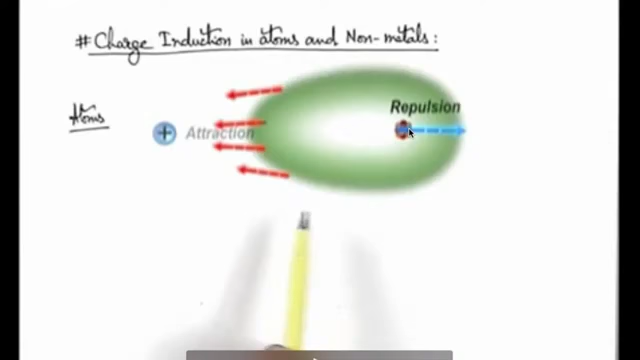 # Charge Induction in atoms and Non-metals:
Repulsion
Atoms
+ Attraction